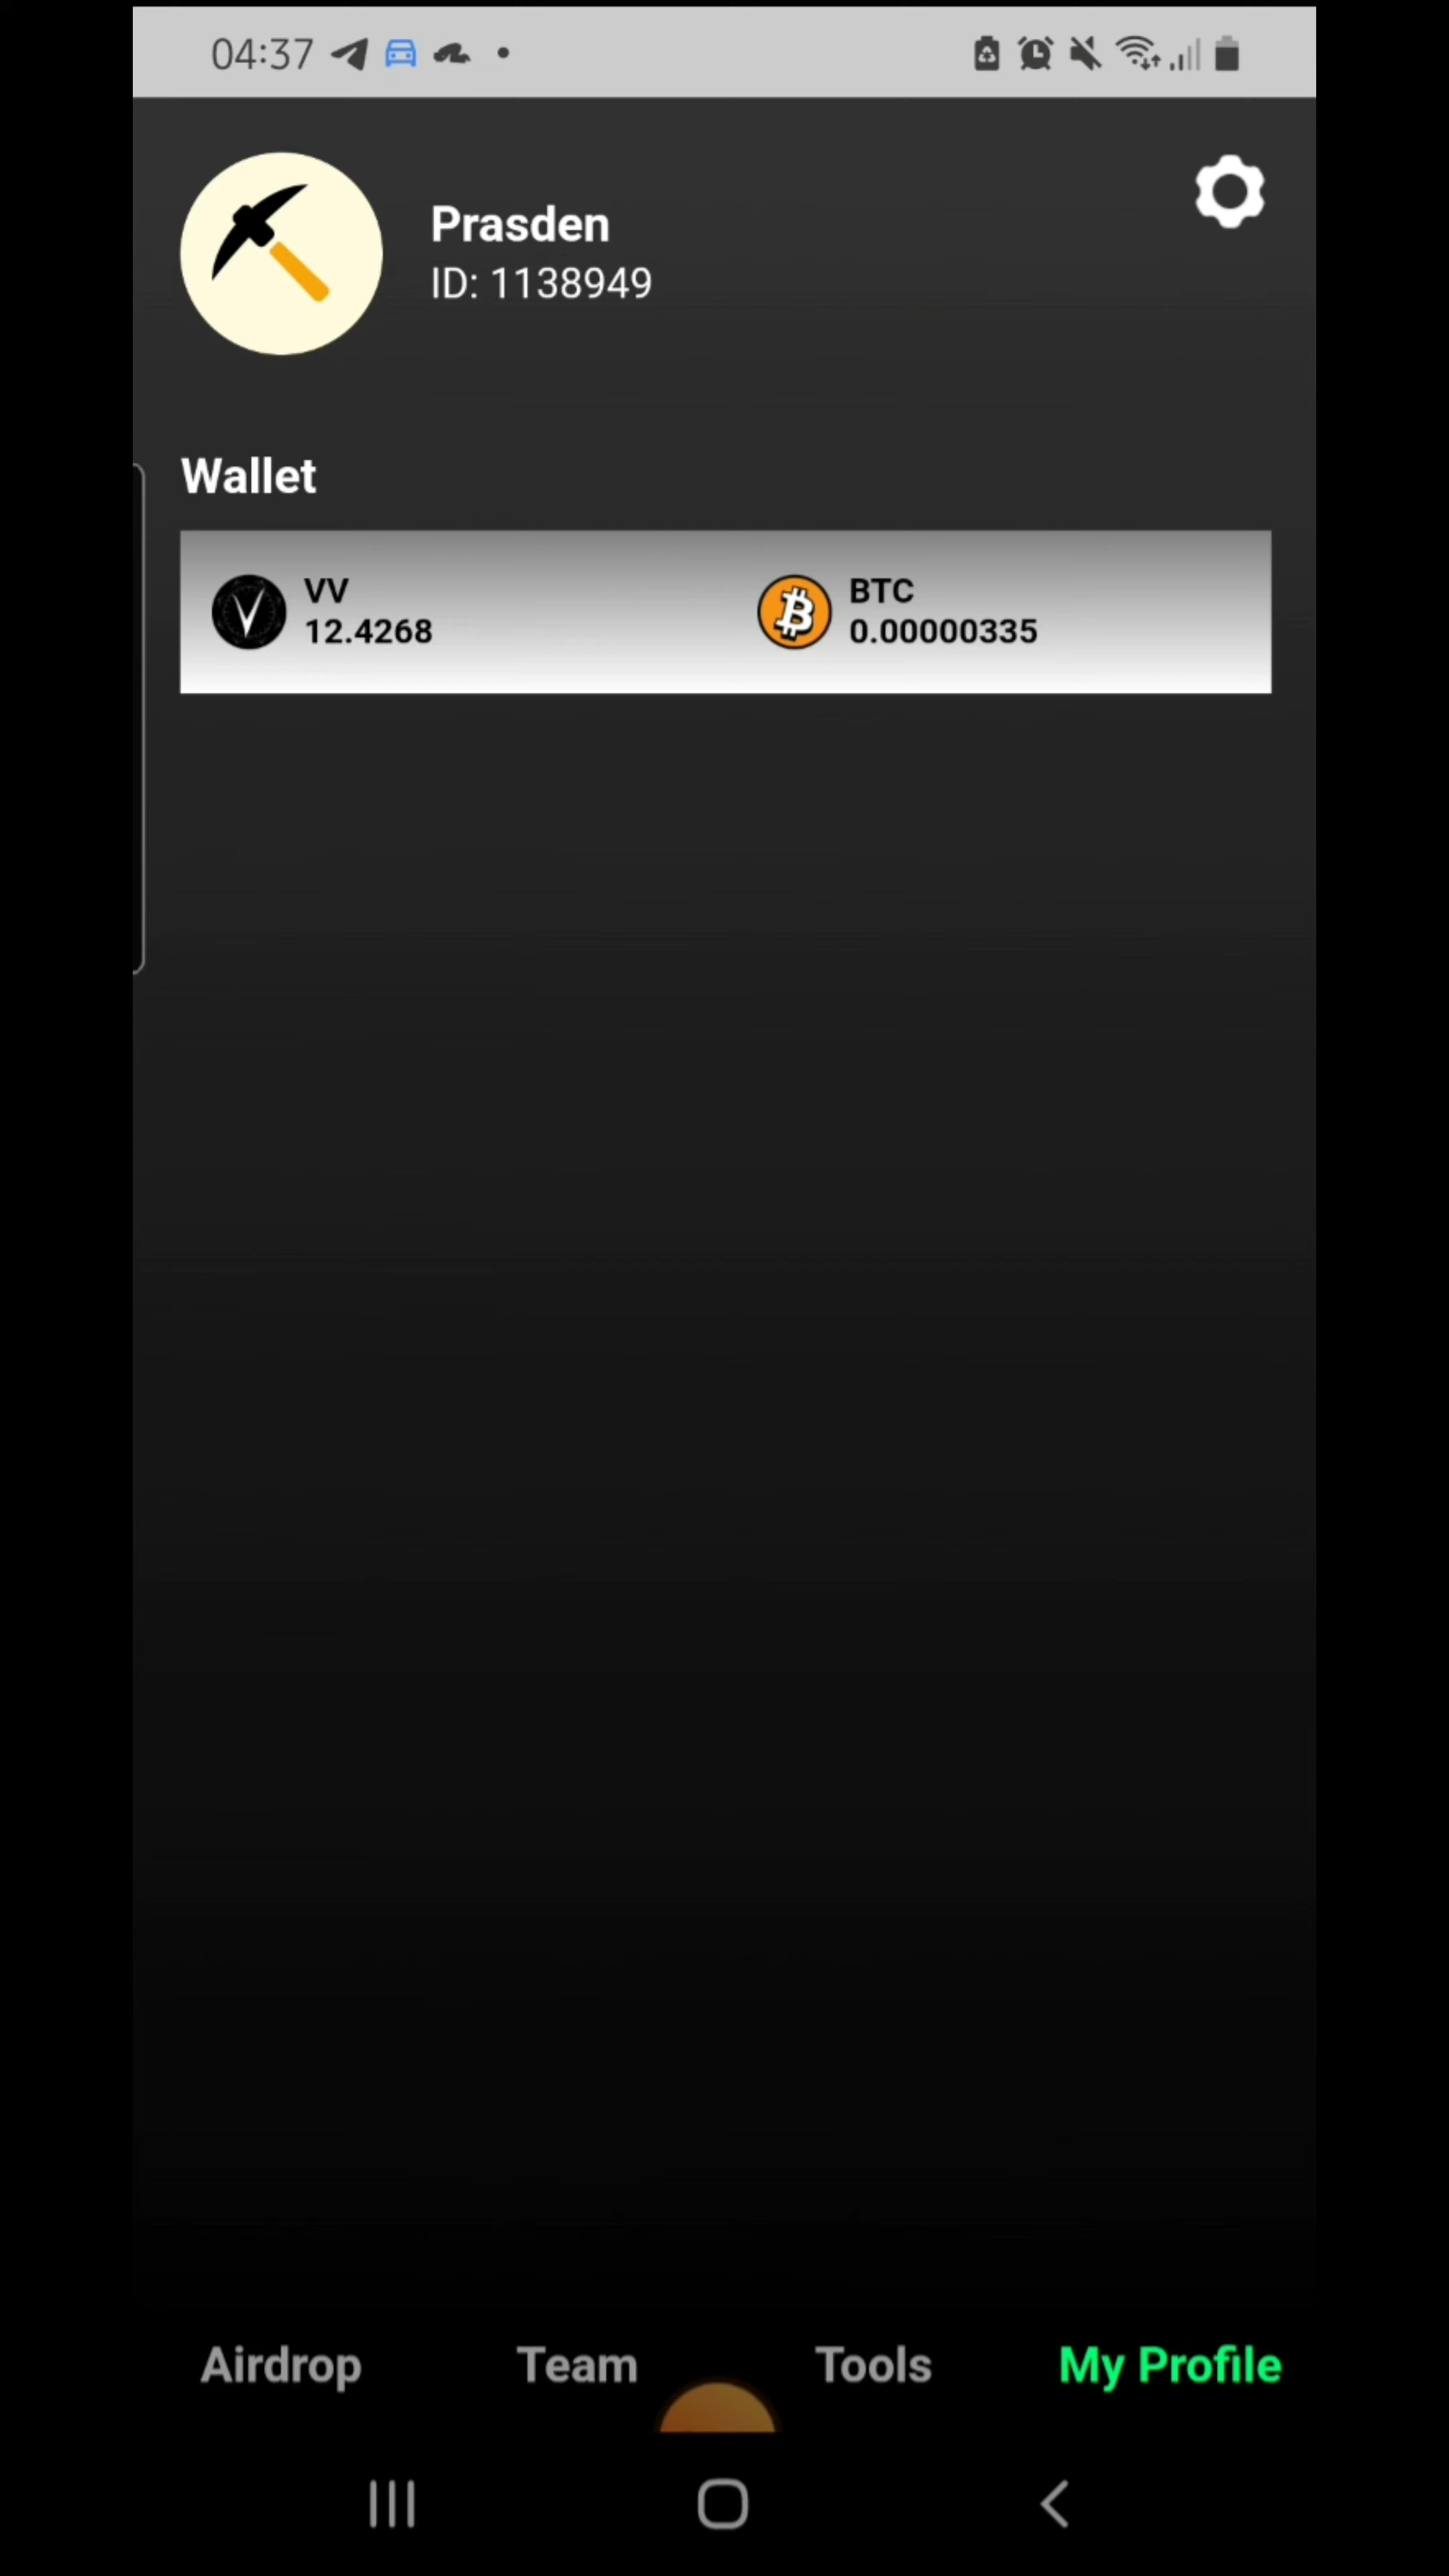 04:37
Prasden
ID: 1138949
Wallet
VV
12.4268
BTC
0.00000335
Airdrop Team Tools My Profile